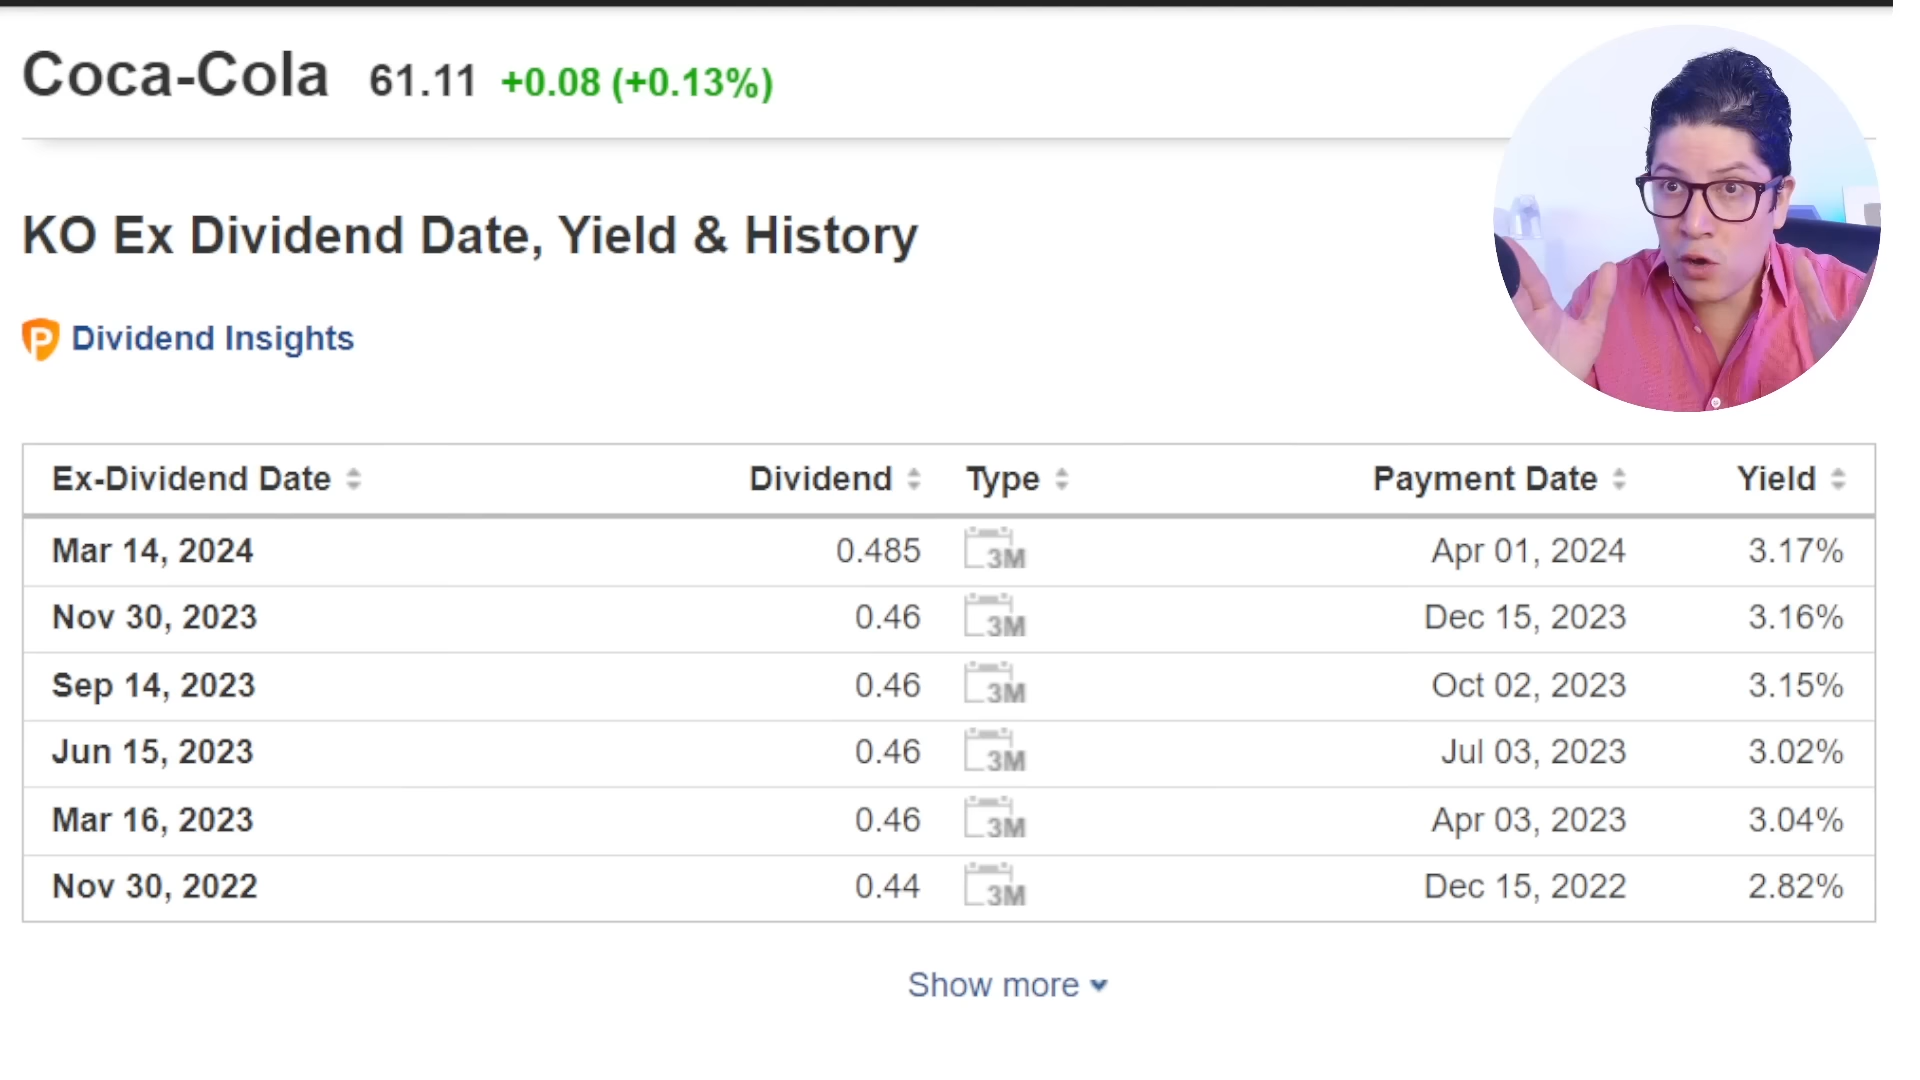 Coca-Cola 61.11 +0.08 (+0.13%)
KO Ex Dividend Date, Yield & History
P Dividend Insights
Ex-Dividend Date Dividend Type Payment Date Yield
Mar 14, 2024 0.485 3M Apr 01, 2024 3.17%
Nov 30, 2023 0.46 3M Dec 15, 2023 3.16%
Sep 14, 2023 0.46 3M Oct 02, 2023 3.15%
Jun 15, 2023 0.46 3M Jul 03, 2023 3.02%
Mar 16, 2023 0.46 3M Apr 03, 2023 3.04%
Nov 30, 2022 0.44 3M Dec 15, 2022 2.82%
Show more